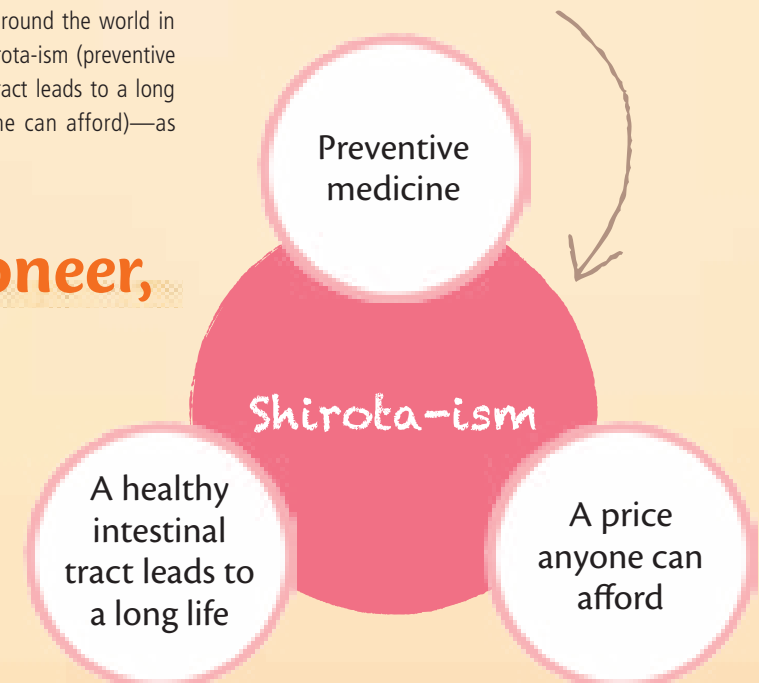 round the world in
rota-ism (preventive
ract leads to a long
ne can afford)—as
oneer,
Preventive
medicine
Shirota-ism
A healthy
intestinal
tract leads to
a long life
A price
anyone can
afford